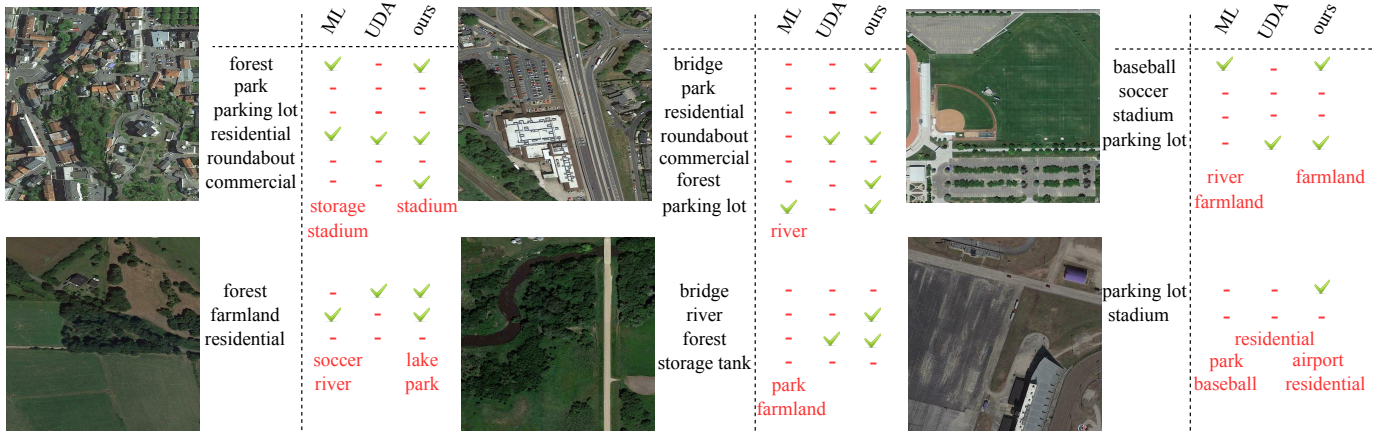 ML UDA ours
forest ✓ - ✓
park - - -
parking lot - - -
residential ✓ ✓ ✓
roundabout - - -
commercial - - ✓
storage stadium
stadium
ML UDA ours
bridge - - ✓
park - - -
residential - - -
roundabout - ✓ ✓
commercial - - -
forest - - ✓
parking lot ✓ - ✓
river
ML UDA ours
baseball ✓ - ✓
soccer - - -
stadium - - -
parking lot - ✓ ✓
river farmland
farmland
forest - ✓ ✓
farmland ✓ - ✓
residential - - -
soccer lake
river park
bridge - - -
river - - ✓
forest - ✓ ✓
storage tank - - -
park
farmland
parking lot - - ✓
stadium - - -
residential
park airport
baseball residential